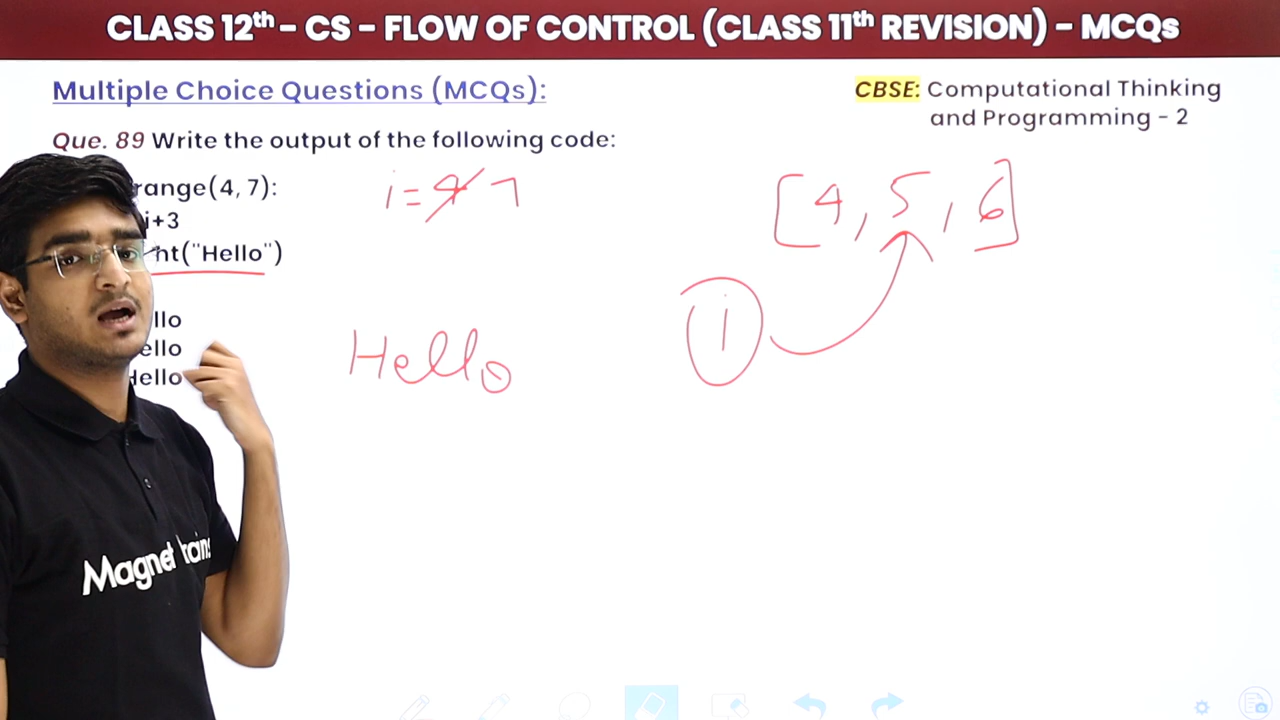 CLASS 12th - CS - FLOW OF CONTROL (CLASS 11th REVISION) - MCQs
Multiple Choice Questions (MCQs):
CBSE: Computational Thinking
and Programming - 2
Que. 89 Write the output of the following code:
range(4, 7):
i+3
nt("Hello")
i = 4 7
[4, 5, 6]
i
llo
ello
Hello
Hello
Magnet